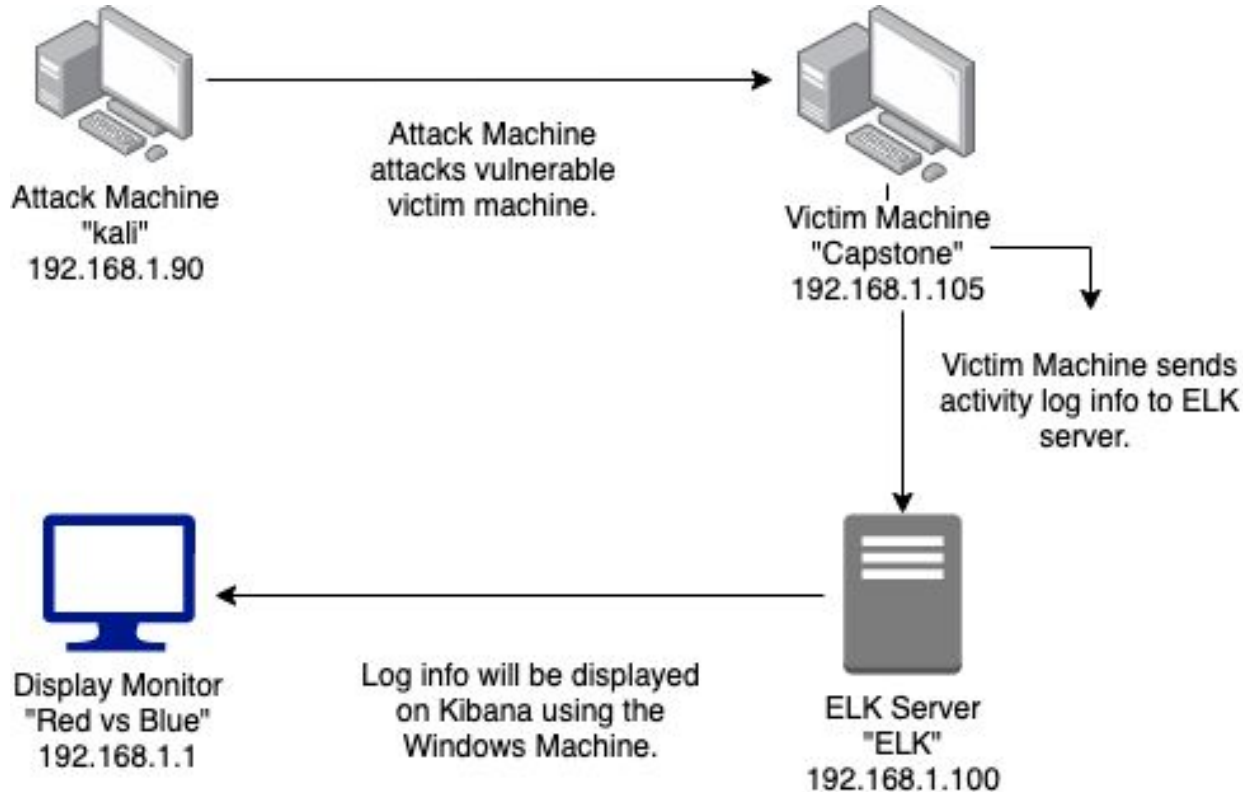 Attack Machine
"kali"
192.168.1.90
Attack Machine
attacks vulnerable
victim machine.
Victim Machine
"Capstone"
192.168.1.105
Victim Machine sends
activity log info to ELK
server.
Display Monitor
"Red vs Blue"
192.168.1.1
Log info will be displayed
on Kibana using the
Windows Machine.
ELK Server
"ELK"
192.168.1.100